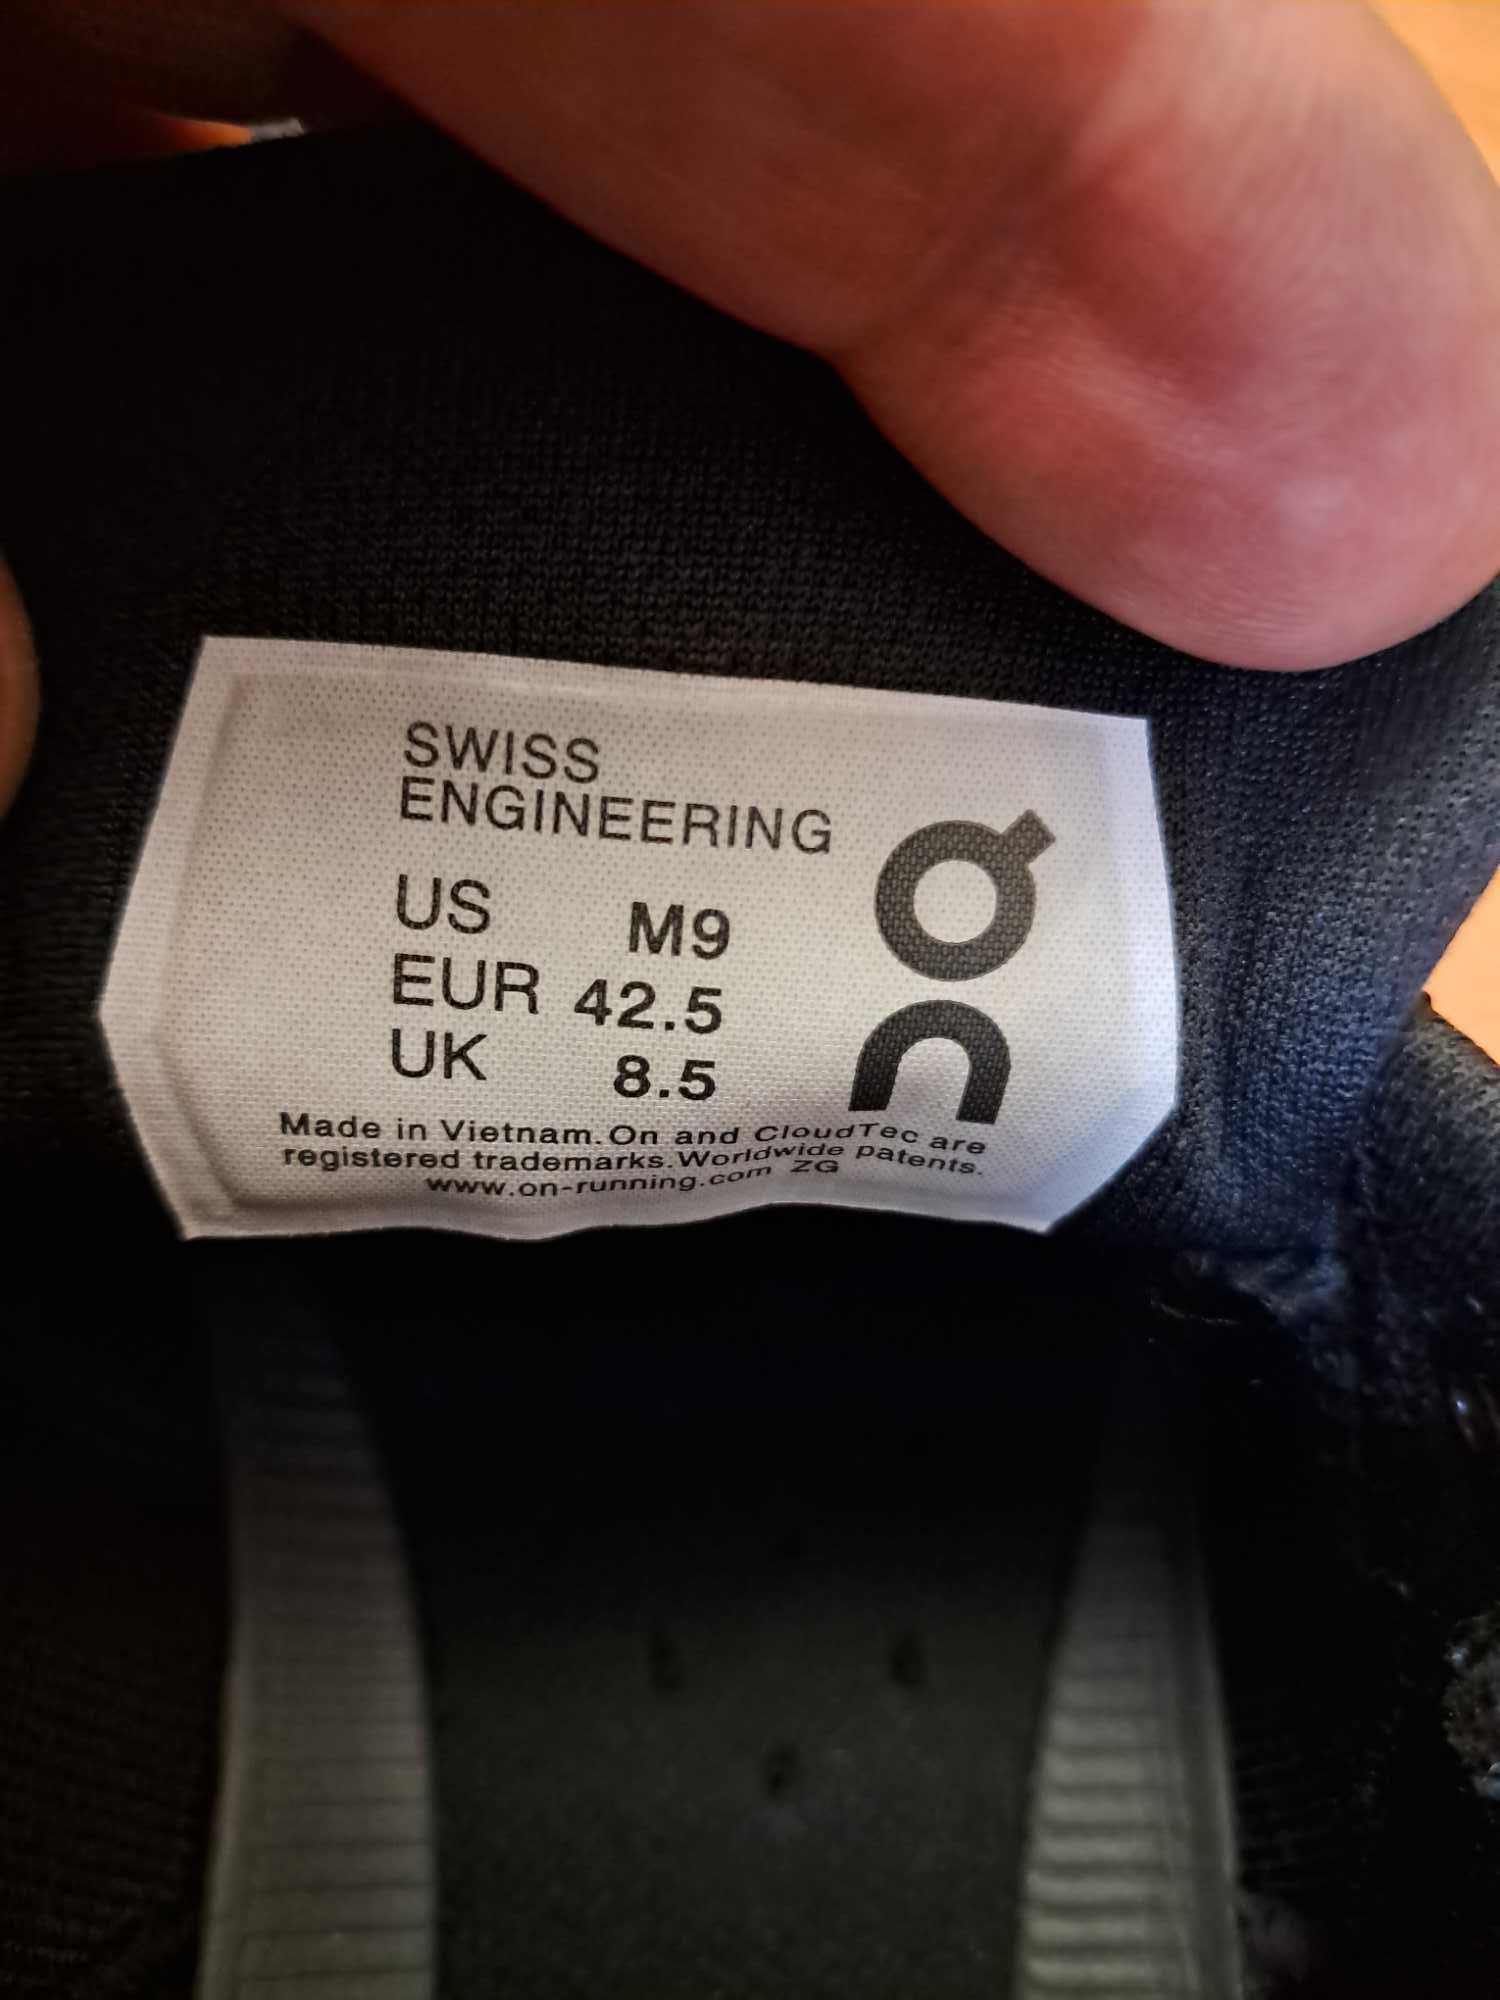 SWISS
ENGINEERING
US M9
EUR 42.5
UK 8.5
On
Made in Vietnam. On and CloudTec are
registered trademarks. Worldwide patents.
www.on-running.com ZG